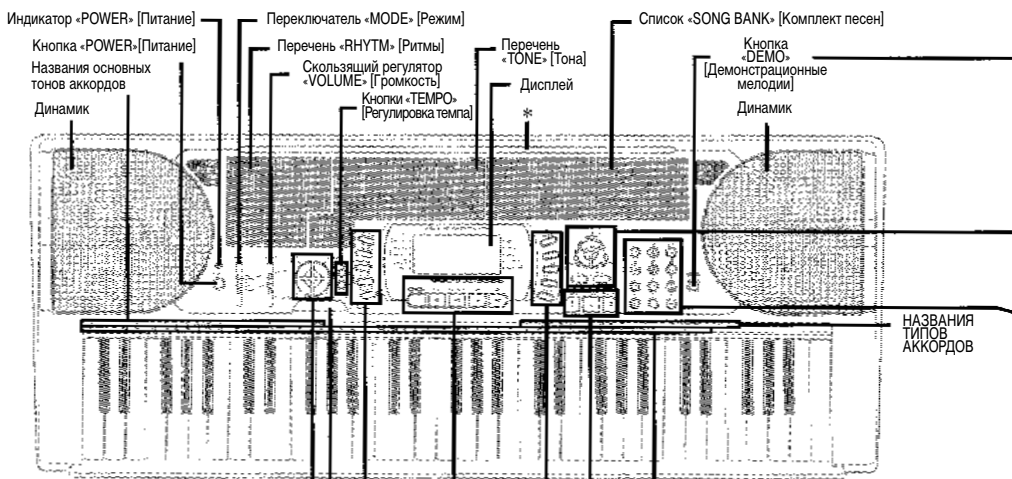 Индикатор «POWER» [Питание]
Переключатель «MODE» [Режим]
Список «SONG BANK» [Комплект песен]
Кнопка «POWER»[Питание]
Перечень «RHYTM» [Ритмы]
Перечень
«TONE» [Тона]
Кнопка
«DEMO»
[Демонстрационные
мелодии]
Названия основных
тонов аккордов
Скользящий регулятор
«VOLUME» [Громкость]
Дисплей
Кнопки «TEMPO»
[Регулировка темпа]
Динамик
*
Динамик
НАЗВАНИЯ
ТИПОВ
АККОРДОВ